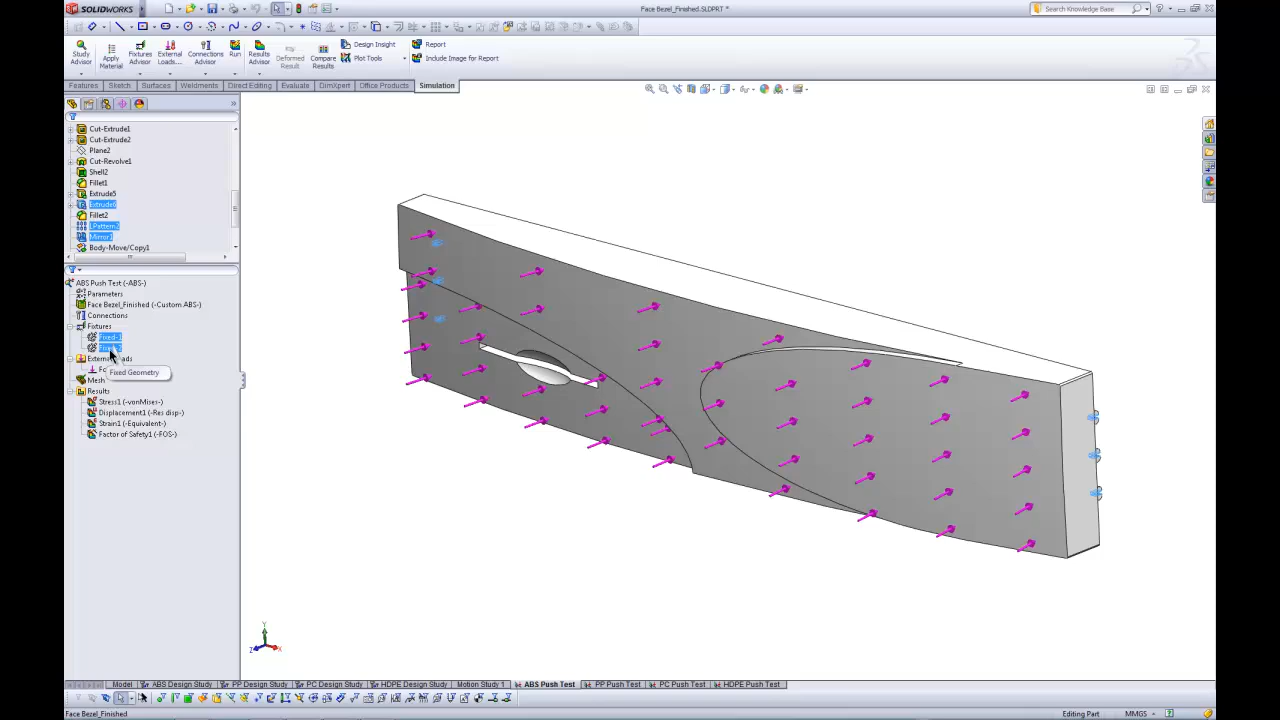 SOLIDWORKS
Face Bezel_Finished.SLDPRT *
Search Knowledge Base
Study Advisor
Apply Material
Fixtures Advisor
External Loads...
Connections Advisor
Run
Results Advisor
Deformed Result
Compare Results
Design Insight
Plot Tools
Report
Include Image for Report
Features
Sketch
Surfaces
Weldments
Direct Editing
Evaluate
DimXpert
Office Products
Simulation
Cut-Extrude1
Cut-Extrude2
Plane2
Cut-Revolve1
Shell2
Fillet1
Extrude5
Extrude6
Fillet2
LPattern2
Mirror1
Body-Move/Copy1
ABS Push Test (-ABS-)
Parameters
Face Bezel_Finished (-Custom ABS-)
Connections
Fixtures
Fixed-1
Fixed Geometry
Mesh
Results
Stress1 (-vonMises-)
Displacement1 (-Res disp-)
Strain1 (-Equivalent-)
Factor of Safety1 (-FOS-)
Y
Z
X
Model
ABS Design Study
PP Design Study
PC Design Study
HDPE Design Study
Motion Study 1
ABS Push Test
PP Push Test
PC Push Test
HDPE Push Test
Face Bezel_Finished
Editing Part
MMGS